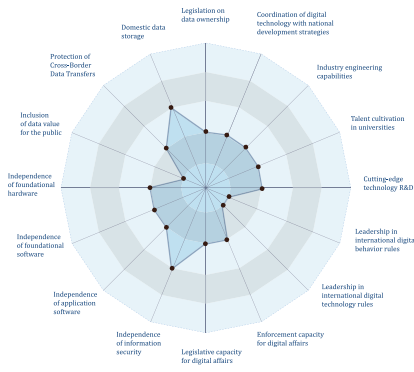 Legislation on
data ownership
Coordination of digital
technology with national
development strategies
Industry engineering
capabilities
Talent cultivation
in universities
Cutting-edge
technology R&D
Leadership in
international digita
behavior rules
Leadership in
international digital
technology rules
Enforcement capacity
for digital affairs
Legislative capacity
for digital affairs
Independence
of information
security
Independence
of application
software
Independence
of foundational
software
Independence
of foundational
hardware
Inclusion
of data value
for the public
Protection of
Cross-Border
Data Transfers
Domestic data
storage